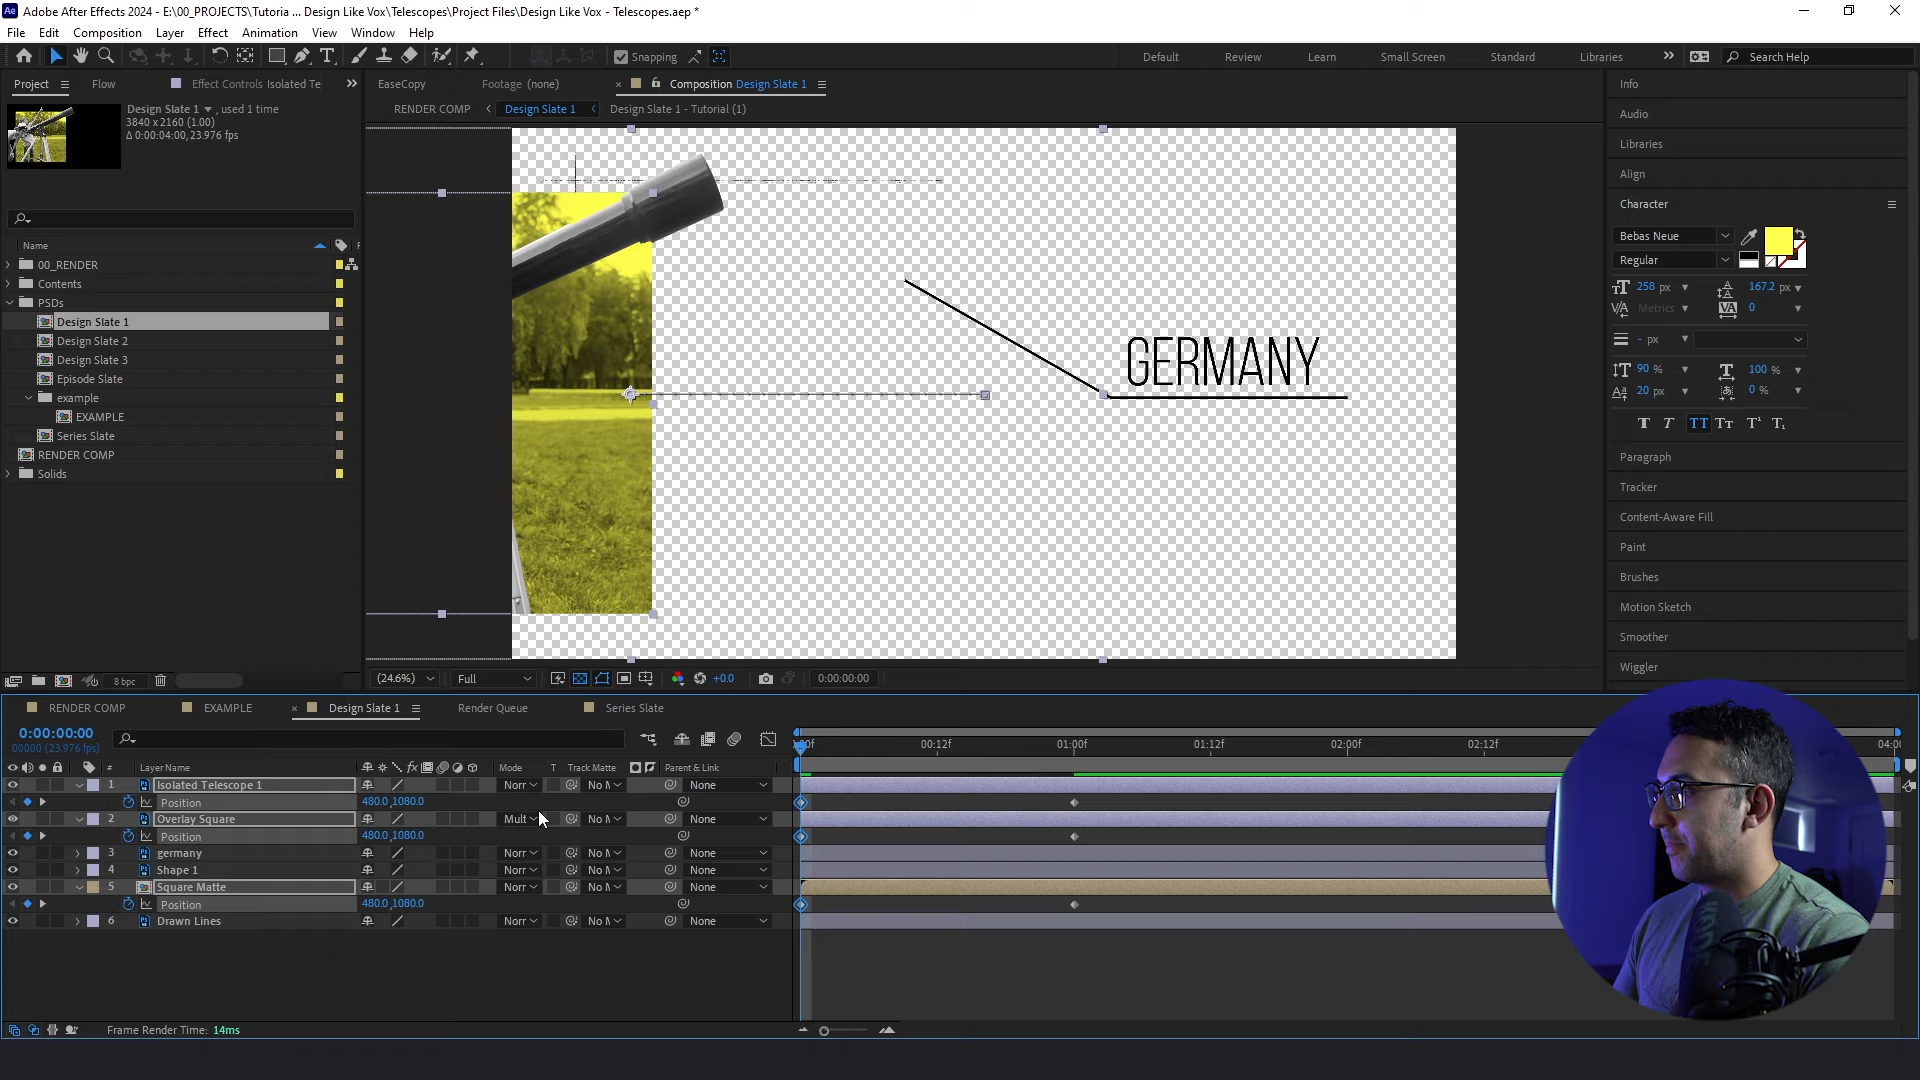 Adobe After Effects 2024 - E:\00_PROJECTS\Tutoria ... Design Like Vox\Telescopes\Project Files\Design Like Vox - Telescopes.aep *
File Edit Composition Layer Effect Animation View Window Help
Snapping Default Review Learn Small Screen Standard Libraries Search Help
Project Flow Effect Controls Isolated Te
EaseCopy Footage (none) Composition Design Slate 1
RENDER COMP Design Slate 1 Design Slate 1 - Tutorial (1)
Design Slate 1 , used 1 time
3840 x 2160 (1.00)
Δ 0:00:04:00, 23.976 fps
Name
00_RENDER
Contents
PSDs
Design Slate 1
Design Slate 2
Design Slate 3
Episode Slate
example
EXAMPLE
Series Slate
RENDER COMP
Solids
8 bpc
GERMANY
(24.6%) Full +0.0 0:00:00:00
Info
Audio
Libraries
Align
Character
Bebas Neue
Regular
258 px 167.2 px
Metrics 0
- px
90 % 100 %
20 px 0 %
T T TT Tт T¹ T₁
Paragraph
Tracker
Content-Aware Fill
Paint
Brushes
Motion Sketch
Smoother
Wiggler
RENDER COMP EXAMPLE Design Slate 1 Render Queue Series Slate
0:00:00:00
00000 (23.976 fps)
00f 00:12f 01:00f 01:12f 02:00f 02:12f 04:00
# Layer Name Mode T Track Matte Parent & Link
1 Isolated Telescope 1 Norr No M None
Position 480.0,1080.0
2 Overlay Square Mult No M None
Position 480.0,1080.0
3 germany Norr No M None
4 Shape 1 Norr No M None
5 Square Matte Norr No M None
Position 480.0,1080.0
6 Drawn Lines Norr No M None
Frame Render Time: 14ms